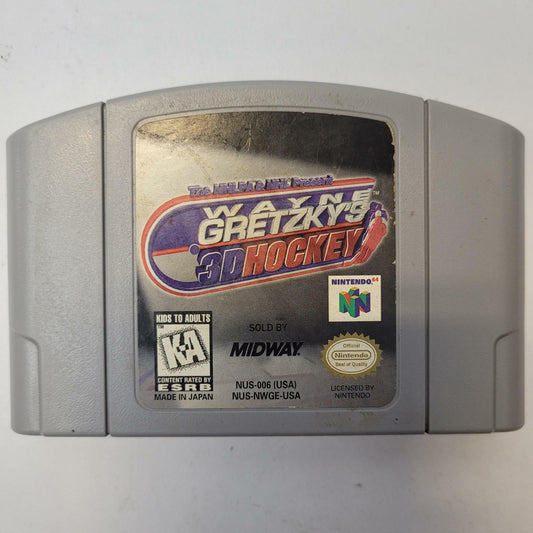 The NHLPA & NHL Present
WAYNE
GRETZKY'S
3D HOCKEY
TM
NINTENDO 64
KIDS TO ADULTS
K-A
CONTENT RATED BY
ESRB
SOLD BY
MIDWAY
Official
Nintendo
Seal of Quality
MADE IN JAPAN
NUS-006 (USA)
NUS-NWGE-USA
LICENSED BY
NINTENDO